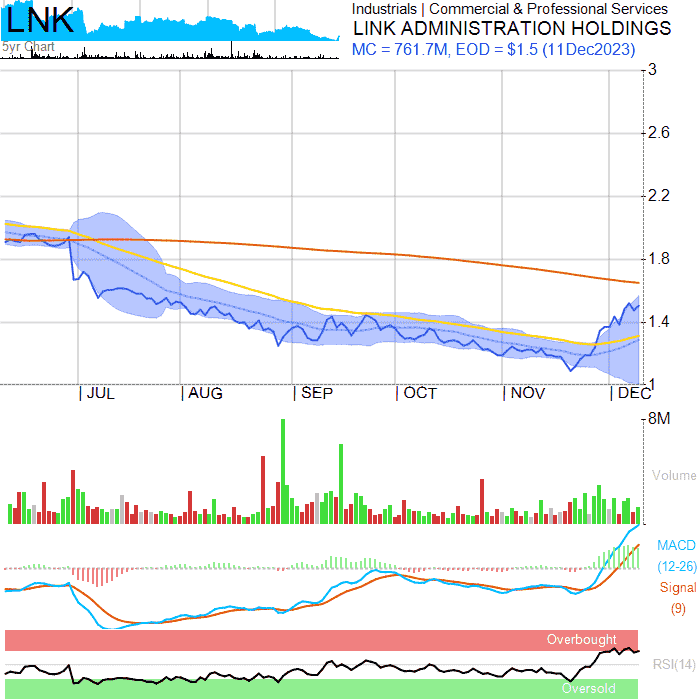 LNK
Industrials | Commercial & Professional Services
LINK ADMINISTRATION HOLDINGS
MC = 761.7M, EOD = $1.5 (11Dec2023)
5yr Chart
3
2.6
2.2
1.8
1.4
1
JUL
AUG
SEP
OCT
NOV
DEC
8M
Volume
MACD
(12-26)
Signal
(9)
Overbought
RSI(14)
Oversold